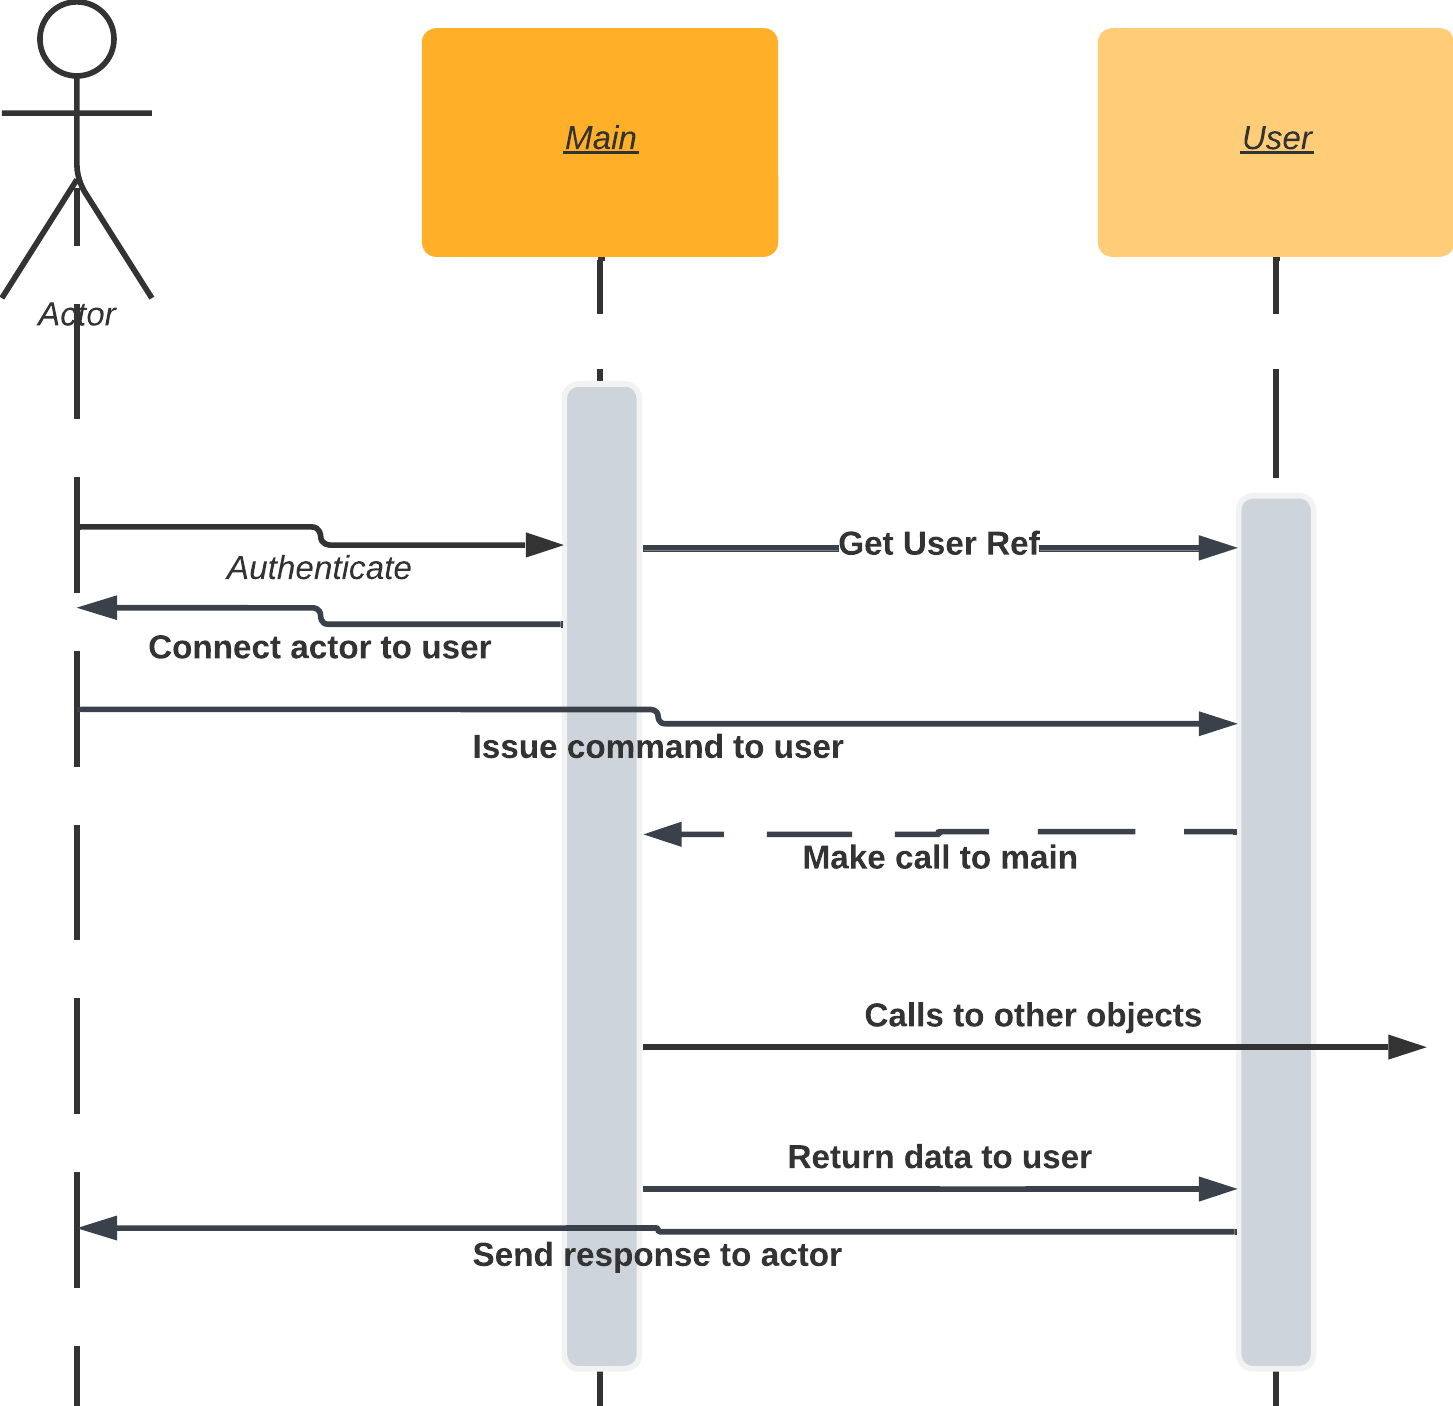 Main
User
Actor
Get User Ref
Authenticate
Connect actor to user
Issue command to user
Make call to main
Calls to other objects
Return data to user
Send response to actor